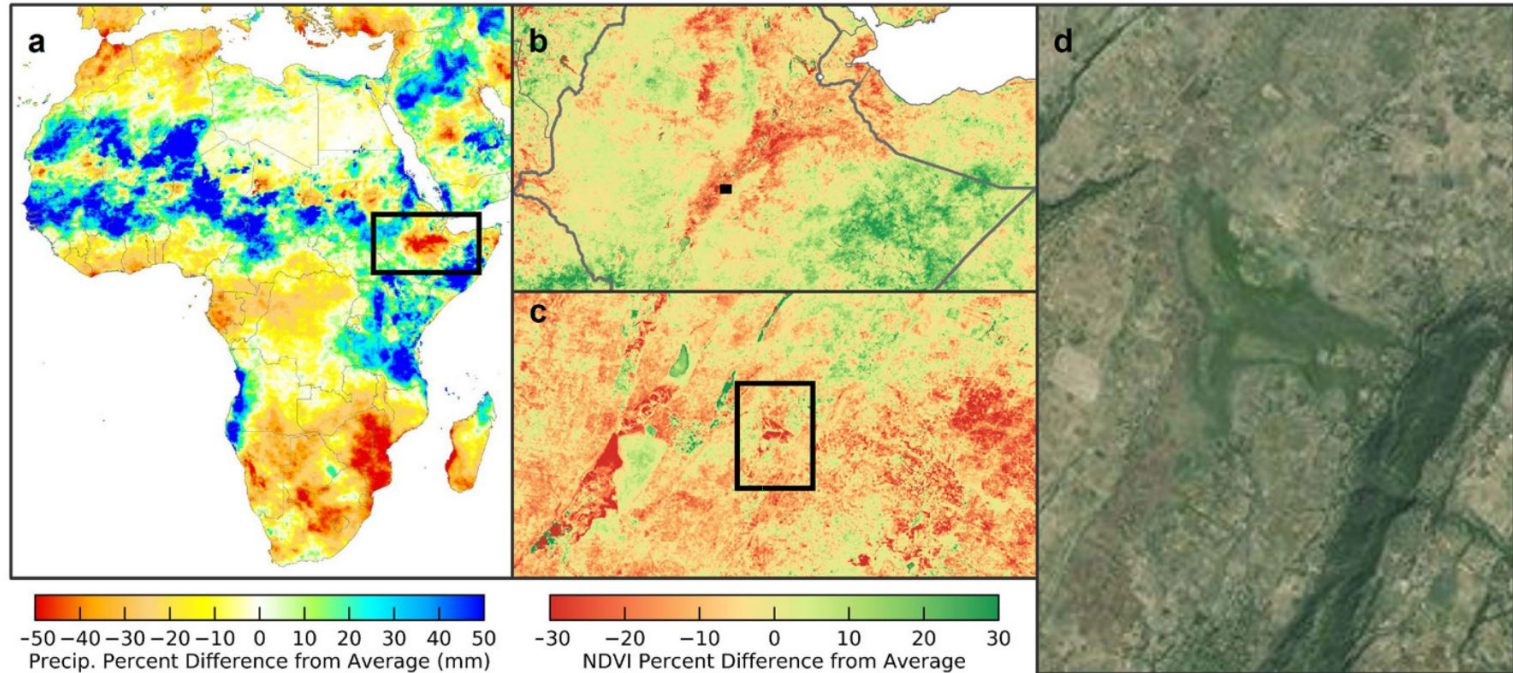 a
b
c
d
−50 −40 −30 −20 −10 0 10 20 30 40 50
Precip. Percent Difference from Average (mm)
−30 −20 −10 0 10 20 30
NDVI Percent Difference from Average